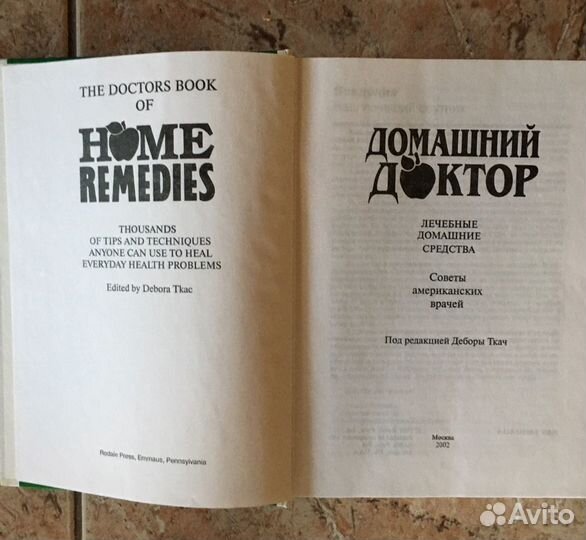 THE DOCTORS BOOK
OF
HOME
REMEDIES
THOUSANDS
OF TIPS AND TECHNIQUES
ANYONE CAN USE TO HEAL
EVERYDAY HEALTH PROBLEMS
Edited by Debora Tkac
Rodale Press, Emmaus, Pennsylvania
ДОМАШНИЙ
ДОКТОР
ЛЕЧЕБНЫЕ
ДОМАШНИЕ
СРЕДСТВА
Советы
американских
врачей
Под редакцией Деборы Ткач
Москва
2002
Avito